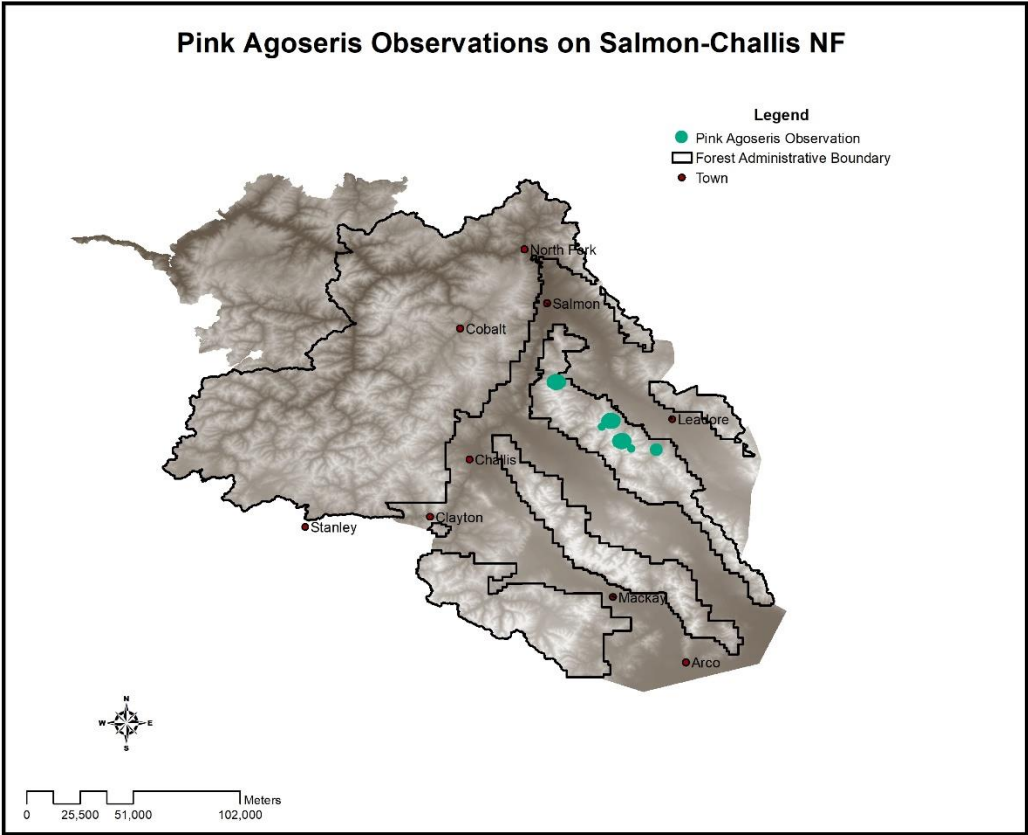 Pink Agoseris Observations on Salmon-Challis NF
Legend
Pink Agoseris Observation
Forest Administrative Boundary
Town
North Fork
Salmon
Cobalt
Leadore
Challis
Clayton
Stanley
Mackay
Arco
N
W E
S
Meters
0 25,500 51,000 102,000